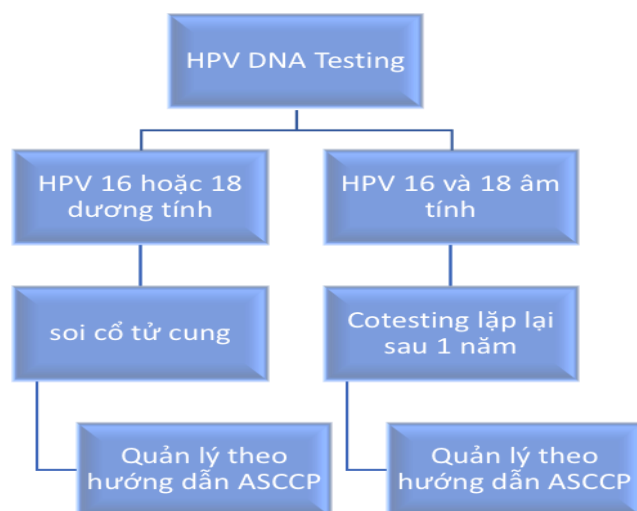 HPV DNA Testing
HPV 16 hoặc 18
dương tính
HPV 16 và 18 âm
tính
soi cổ tử cung
Cotesting lặp lại
sau 1 năm
Quản lý theo
hướng dẫn ASCCP
Quản lý theo
hướng dẫn ASCCP